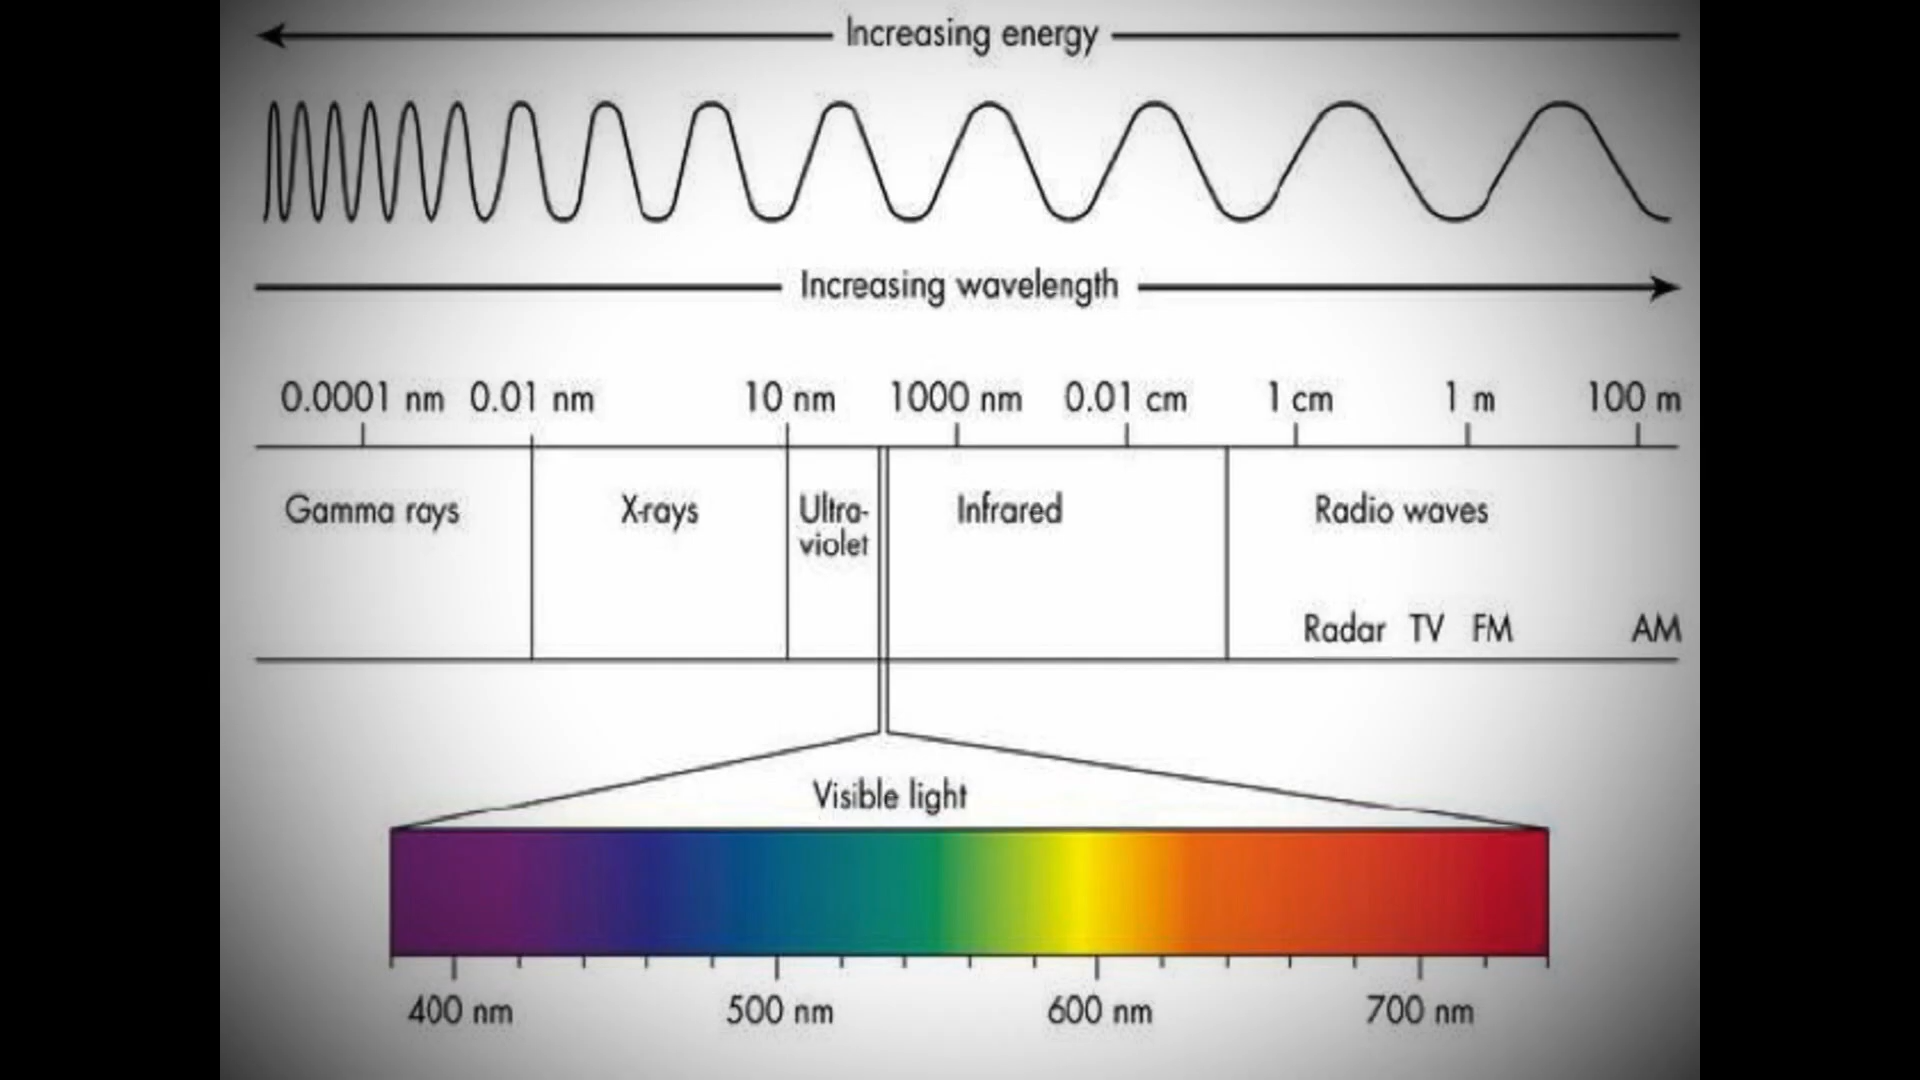 Increasing energy
Increasing wavelength
0.0001 nm 0.01 nm 10 nm 1000 nm 0.01 cm 1 cm 1 m 100 m
Gamma rays X-rays Ultra- Infrared Radio waves
violet
Radar TV FM AM
Visible light
400 nm 500 nm 600 nm 700 nm